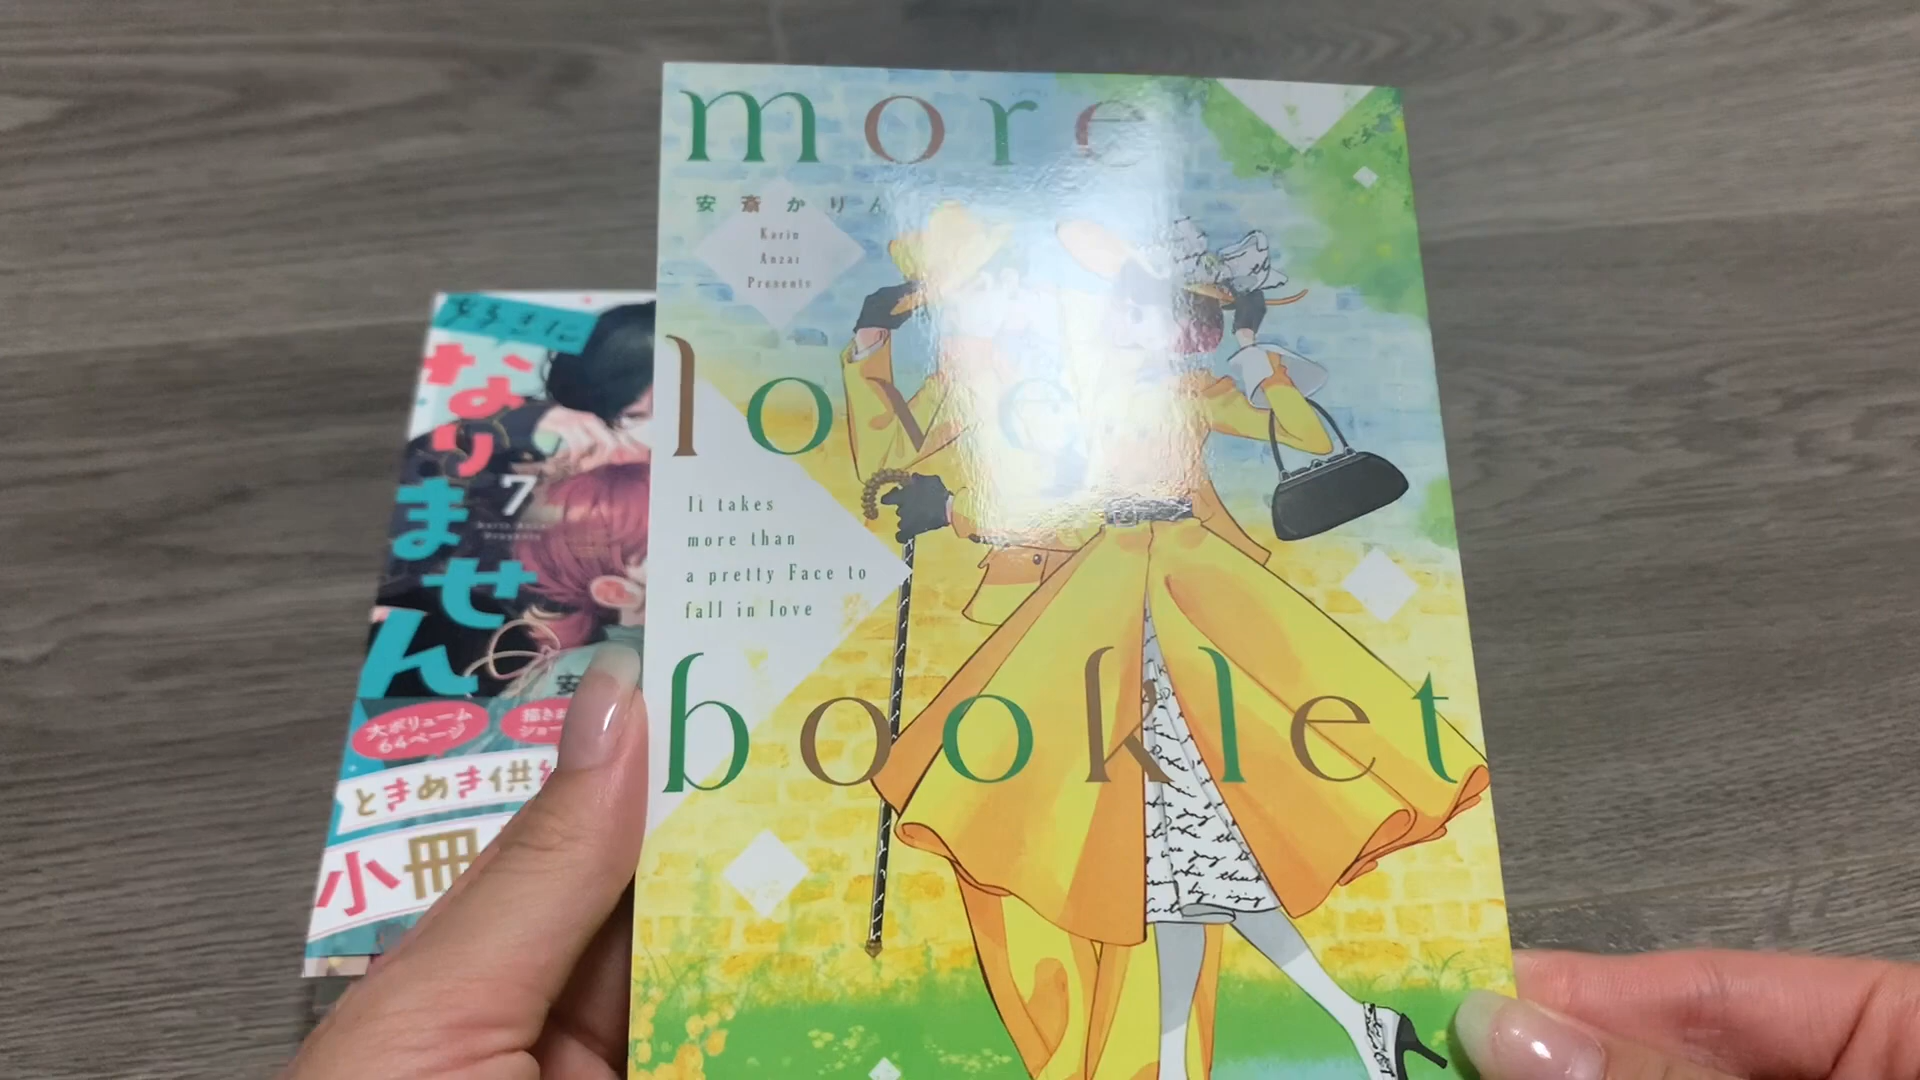 more
安斎かりん
Karin
Anzai
Presents
love
It takes
more than
a pretty Face to
fall in love
booklet
なりません
7
Presents
安
大ボリューム
64ページ
ときめき供
小冊